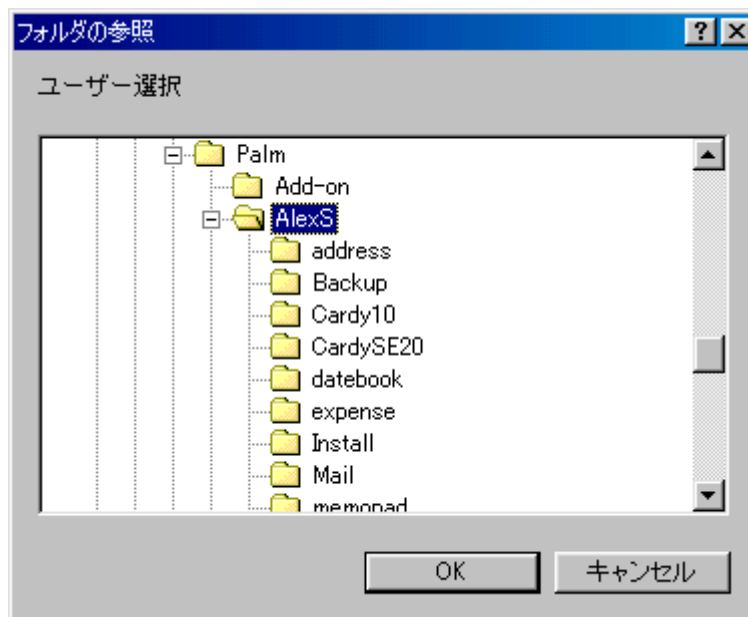 フォルダの参照
ユーザー選択
Palm
Add-on
AlexS
address
Backup
Cardy10
CardySE20
datebook
expense
Install
Mail
memopad
OK
キャンセル